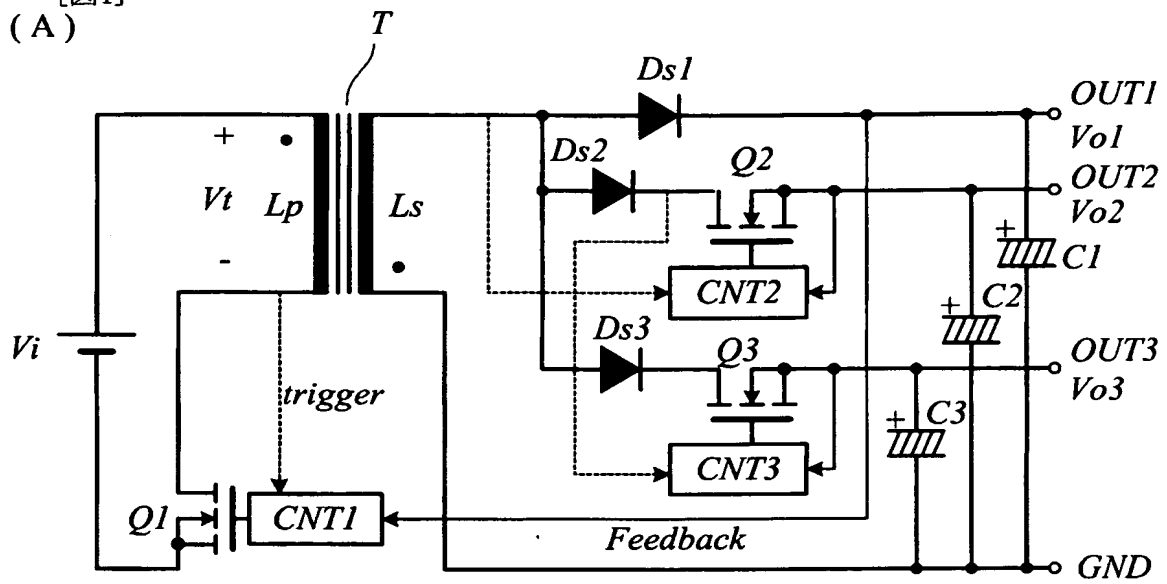 (A)
T
Ds1
OUT1
Vo1
+
Ds2
Q2
OUT2
Vo2
Vt
Lp
Ls
+
C1
-
CNT2
+
C2
Vi
Ds3
Q3
OUT3
Vo3
trigger
+
C3
CNT3
Q1
CNT1
Feedback
GND